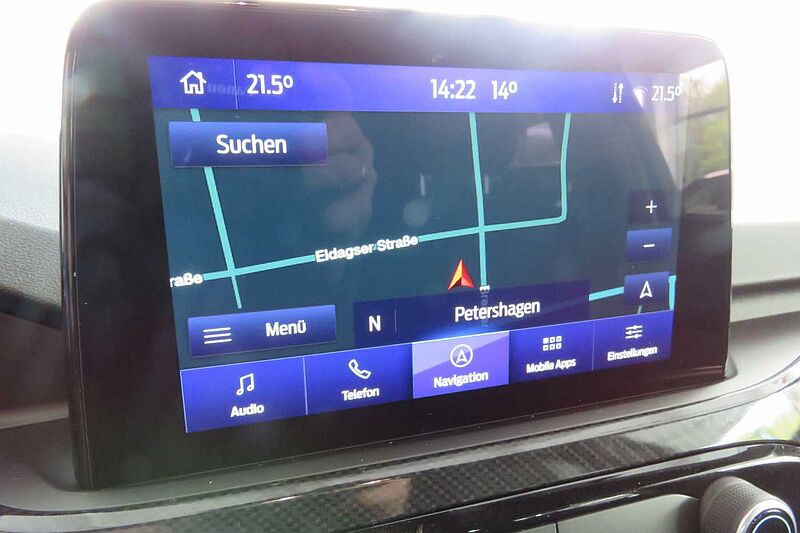 21.5° 14:22 14° 21.5°
Suchen
Eldagser Straße
raße
+
−
Menü
N Petershagen
Audio Telefon Navigation Mobile Apps Einstellungen